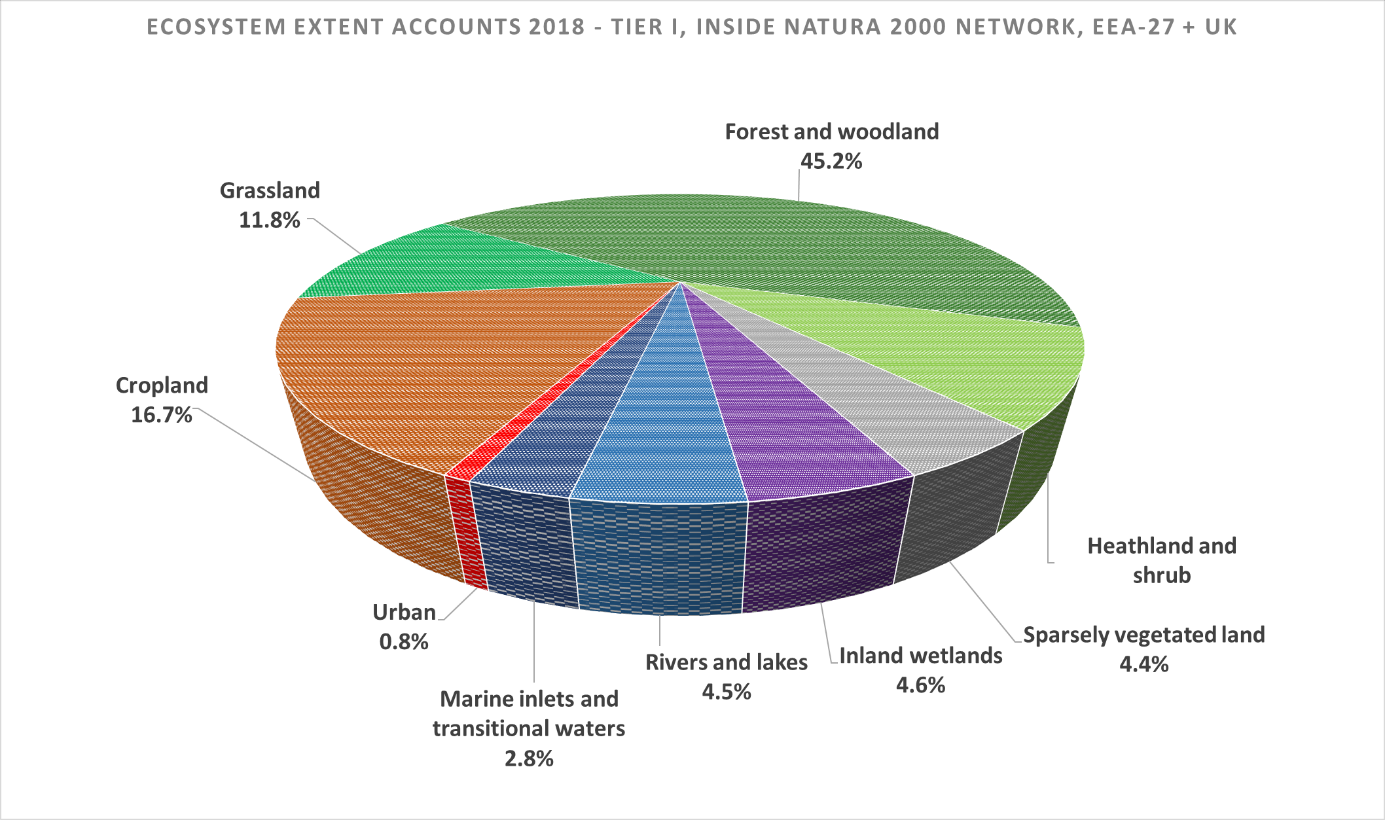 ECOSYSTEM EXTENT ACCOUNTS 2018 - TIER I, INSIDE NATURA 2000 NETWORK, EEA-27 + UK
Forest and woodland
45.2%
Grassland
11.8%
Cropland
16.7%
Heathland and
shrub
Urban
0.8%
Sparsely vegetated land
4.4%
Inland wetlands
4.6%
Rivers and lakes
4.5%
Marine inlets and
transitional waters
2.8%